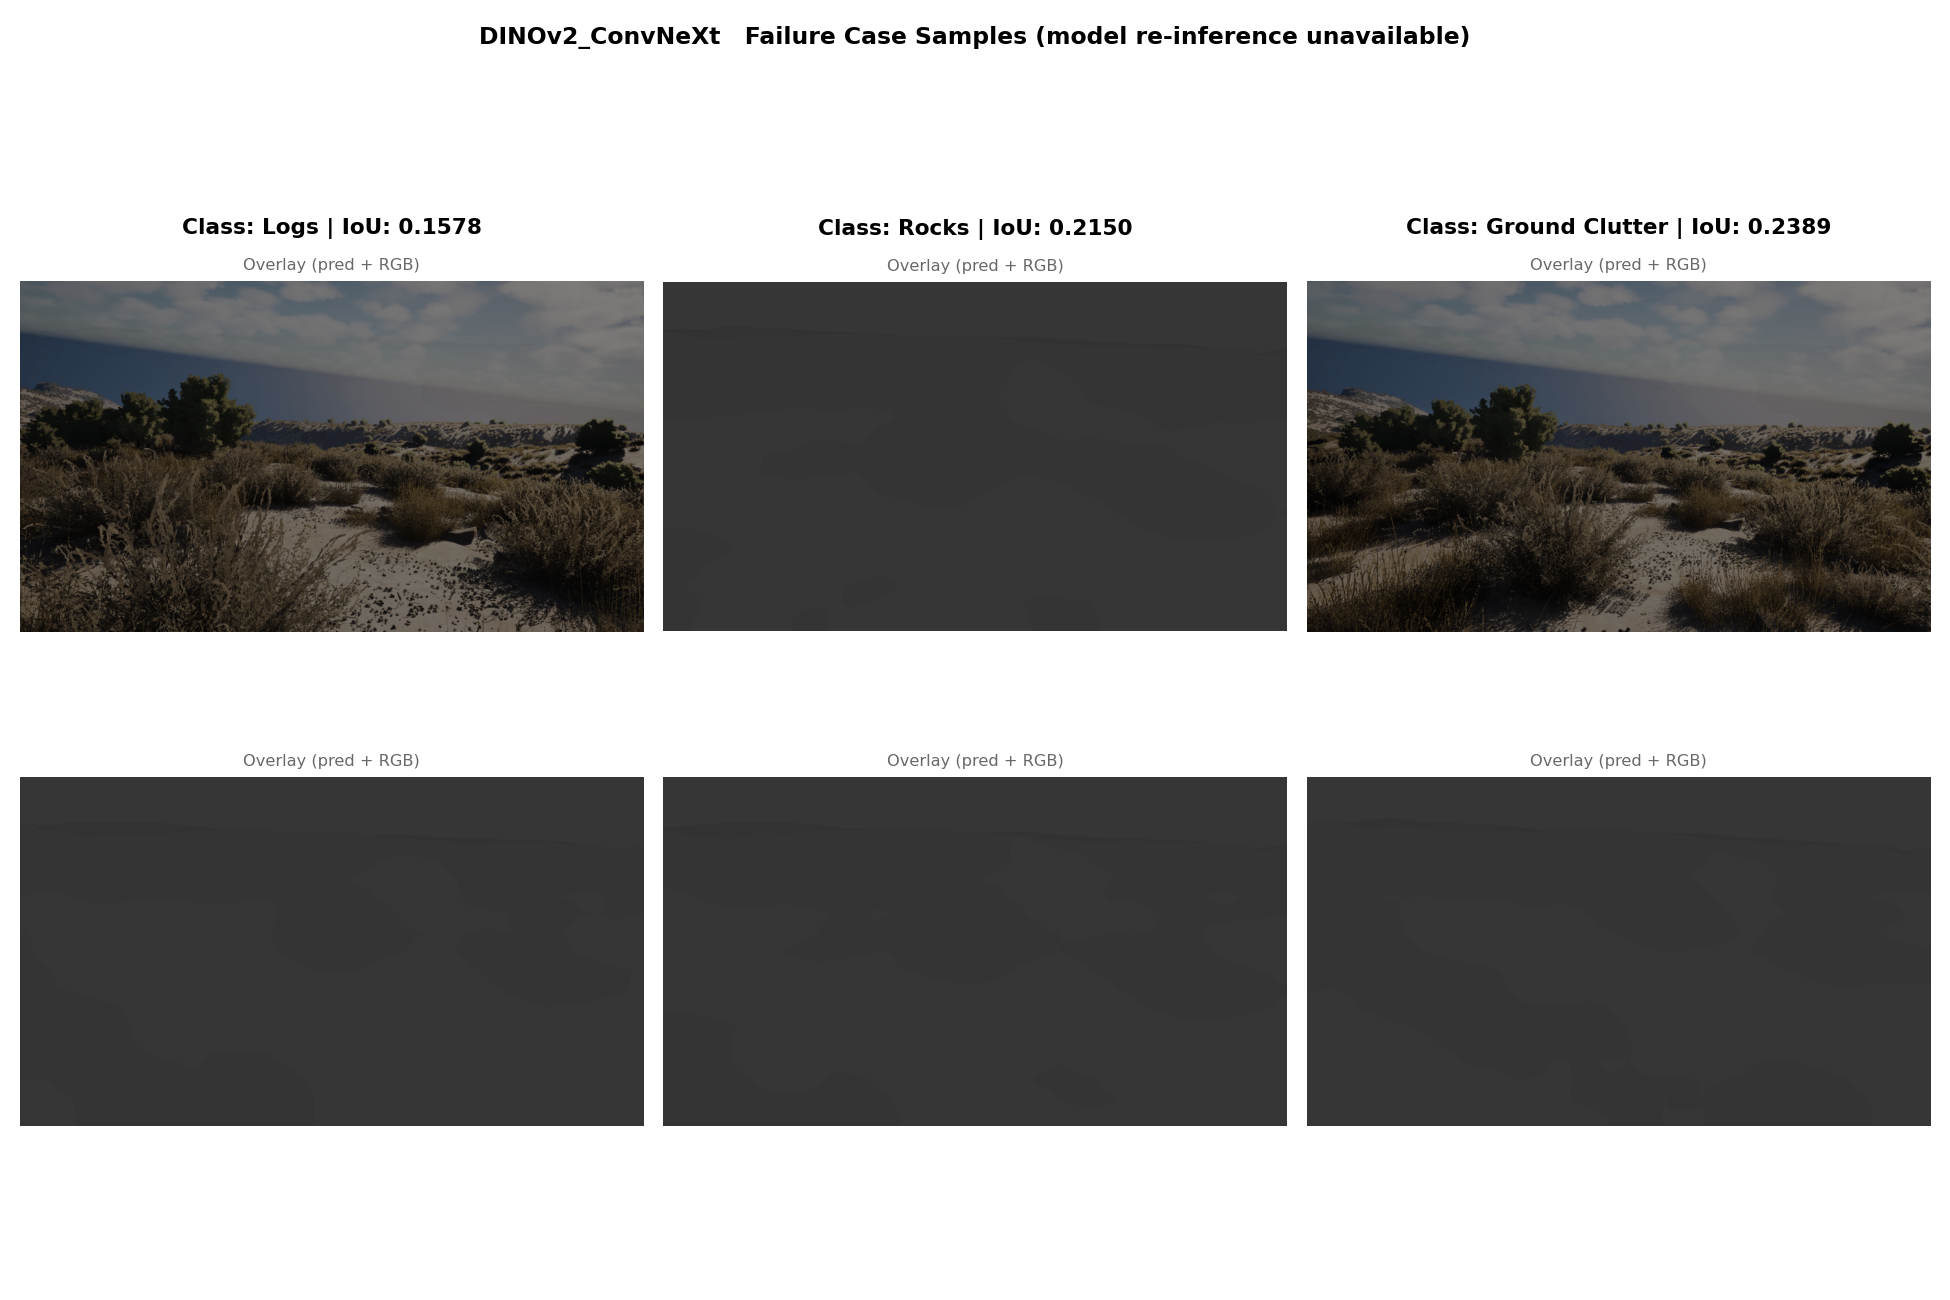 DINOv2_ConvNeXt   Failure Case Samples (model re-inference unavailable)
Class: Logs | IoU: 0.1578
Class: Rocks | IoU: 0.2150
Class: Ground Clutter | IoU: 0.2389
Overlay (pred + RGB)
Overlay (pred + RGB)
Overlay (pred + RGB)
Overlay (pred + RGB)
Overlay (pred + RGB)
Overlay (pred + RGB)